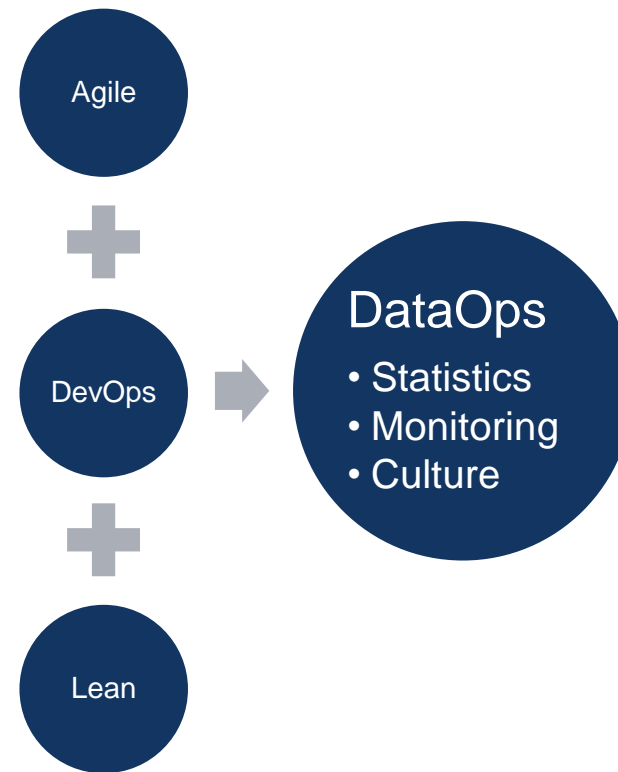 Agile
DevOps
Lean
DataOps
• Statistics
• Monitoring
• Culture